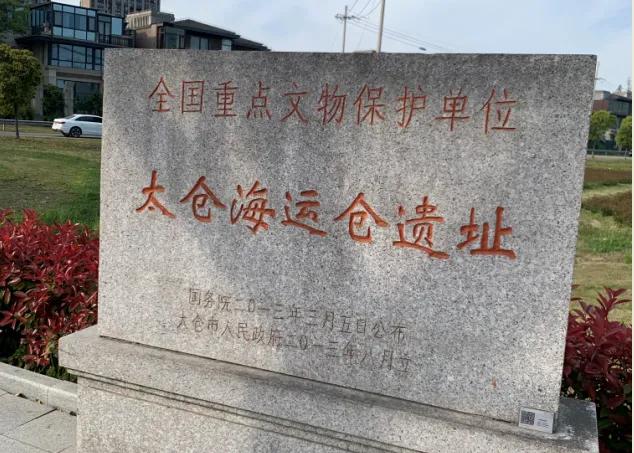 全国重点文物保护单位
太仓海运仓遗址
国务院二〇一三年三月五日公布
太仓市人民政府二〇一三年八月立